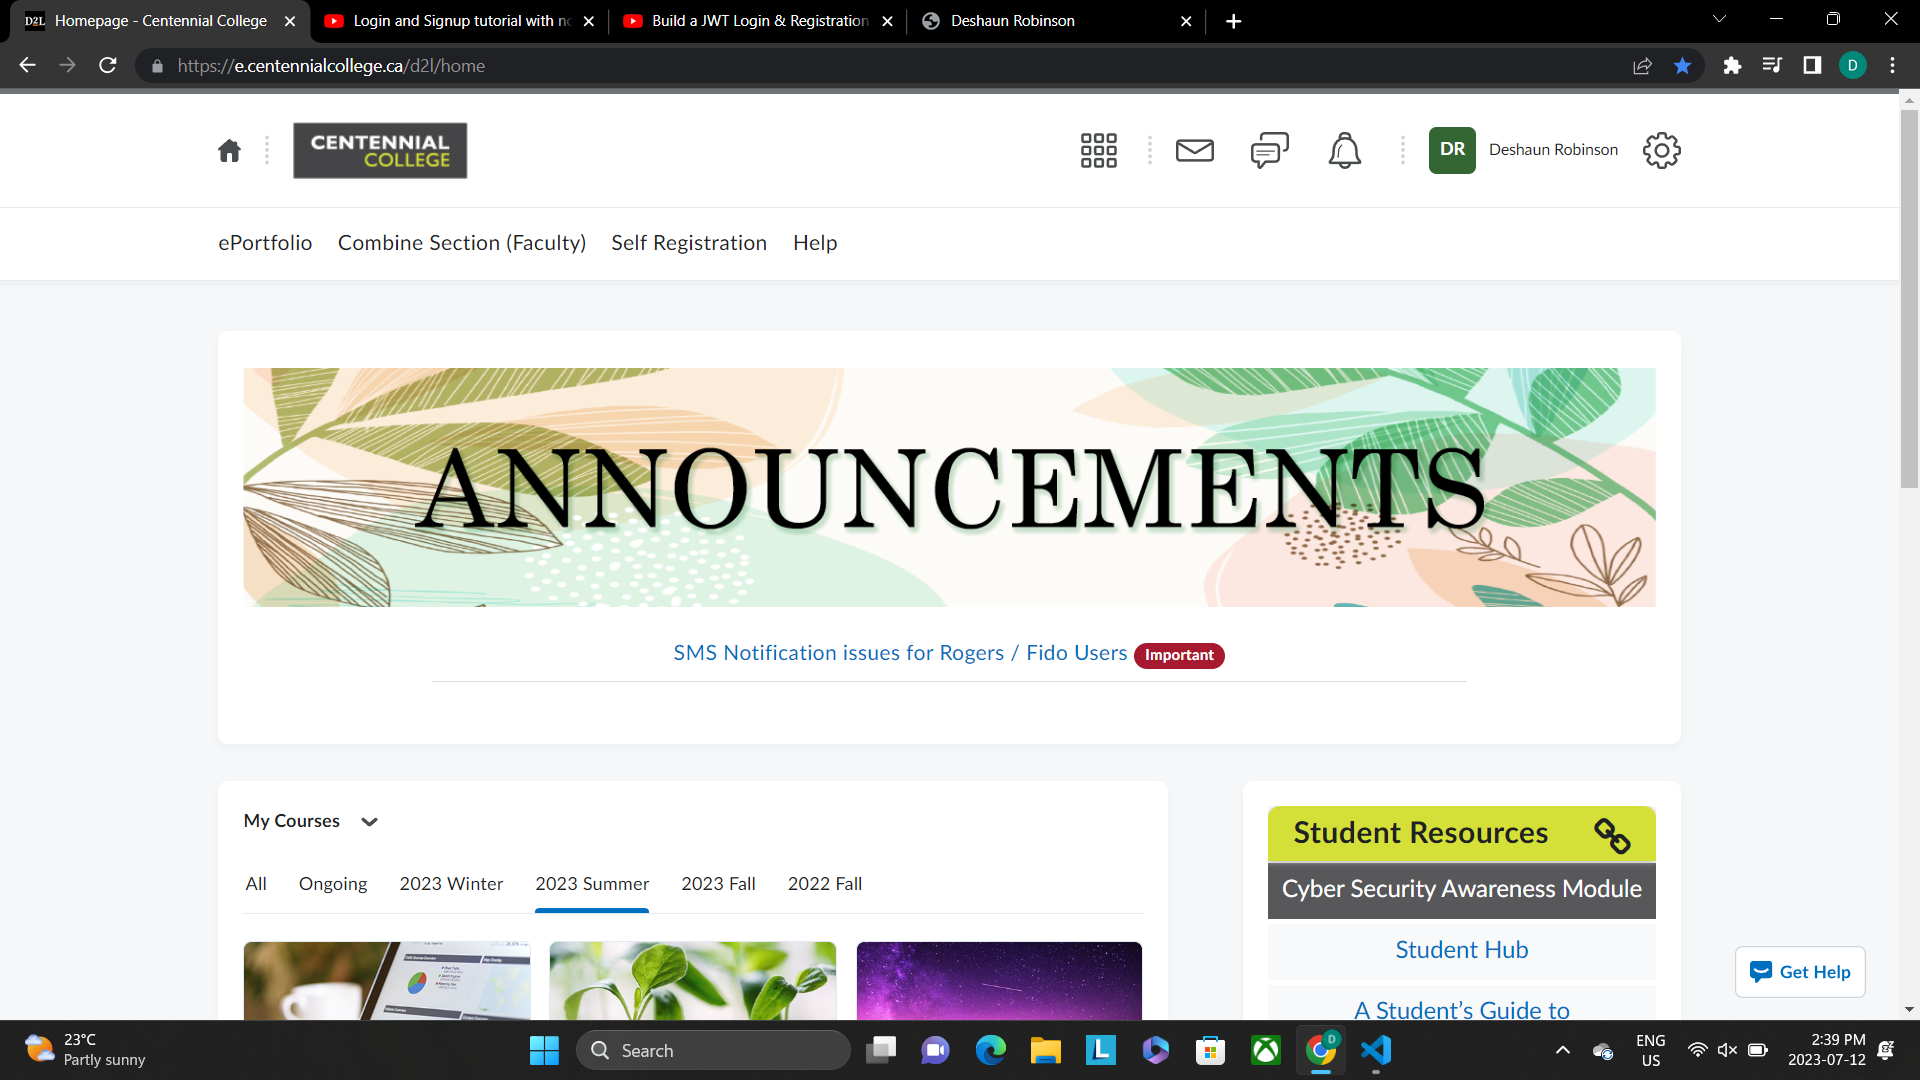 D2L Homepage - Centennial College
Login and Signup tutorial with no
Build a JWT Login & Registration
Deshaun Robinson
https://e.centennialcollege.ca/d2l/home
D
CENTENNIAL
COLLEGE
DR Deshaun Robinson
ePortfolio Combine Section (Faculty) Self Registration Help
ANNOUNCEMENTS
SMS Notification issues for Rogers / Fido Users Important
My Courses
All Ongoing 2023 Winter 2023 Summer 2023 Fall 2022 Fall
Student Resources
Cyber Security Awareness Module
Student Hub
A Student’s Guide to
Get Help
23°C
Partly sunny
Search
L
D
ENG
US
2:39 PM
2023-07-12